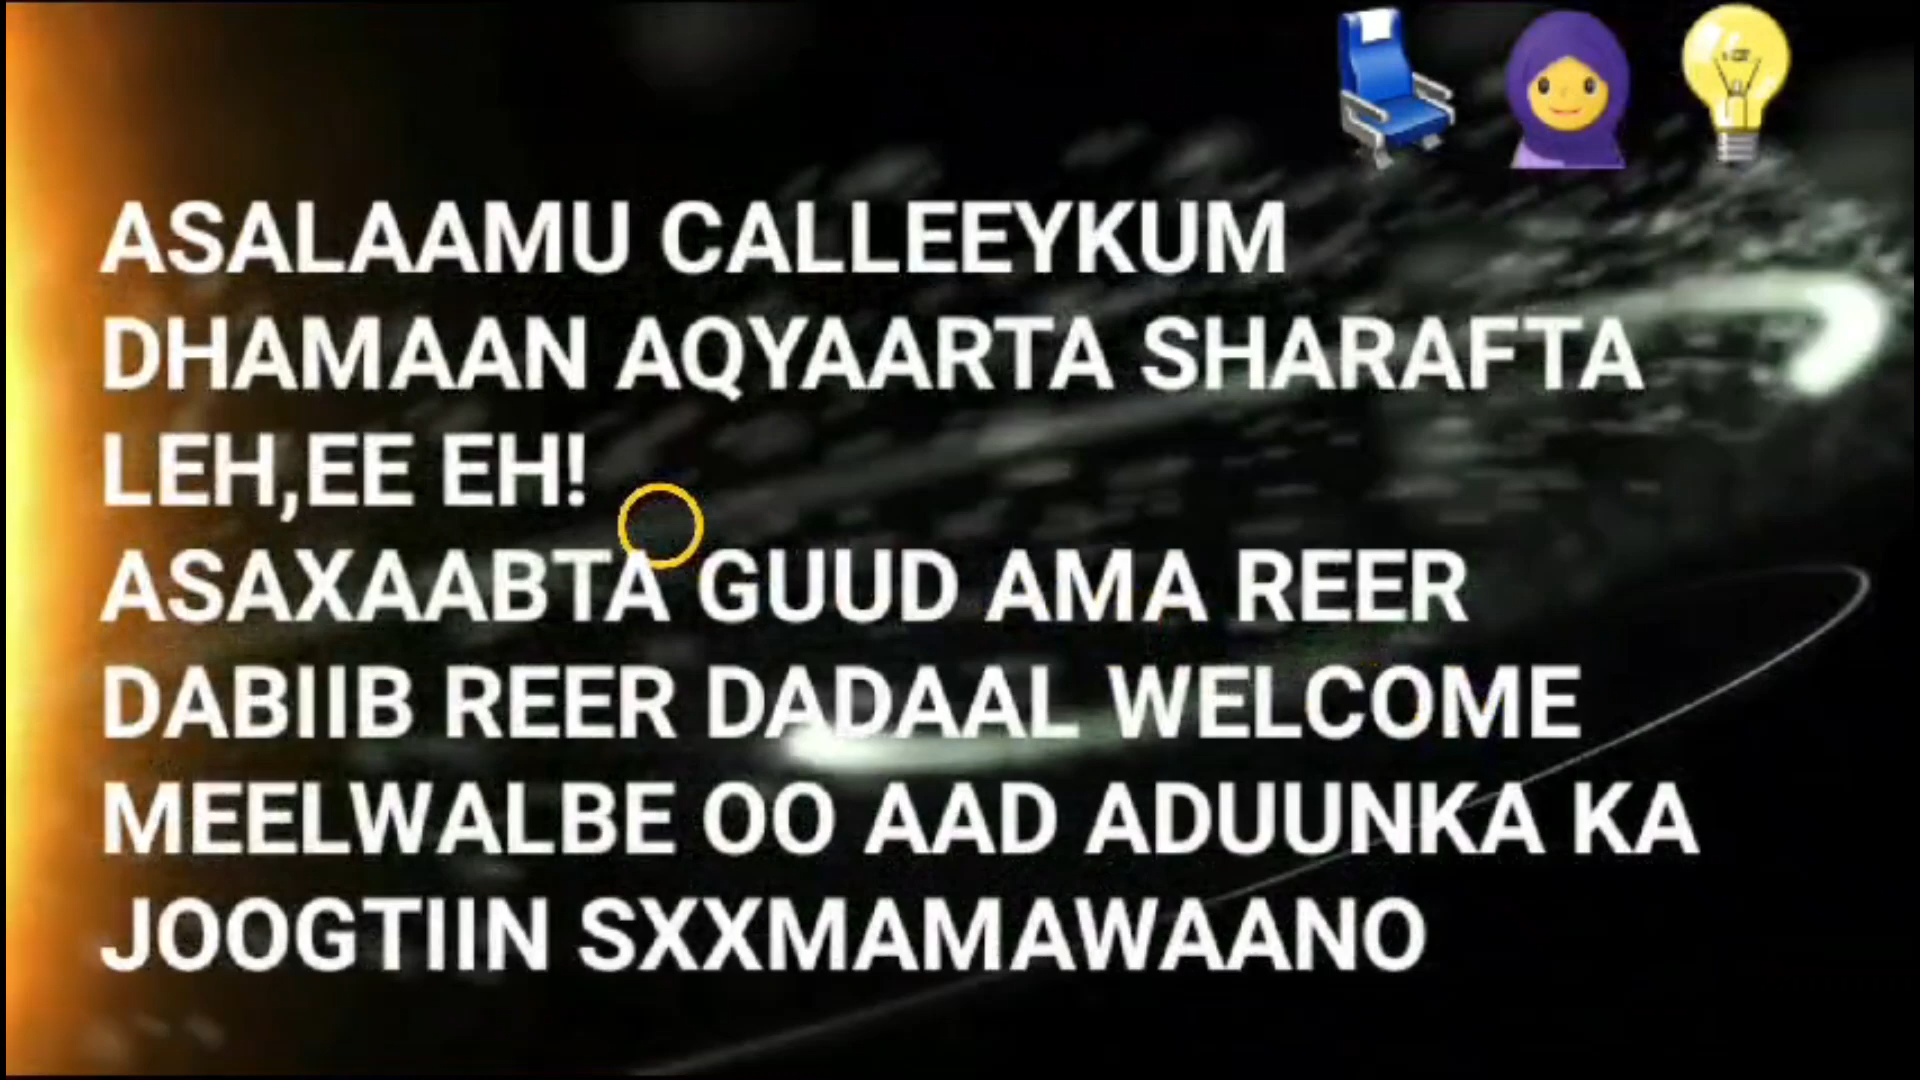 ASALAAMU CALLEEYKUM
DHAMAAN AQYAARTA SHARAFTA
LEH,EE EH!
ASAXAABTA GUUD AMA REER
DABIIB REER DADAAL WELCOME
MEELWALBE OO AAD ADUUNKA KA
JOOGTIIN SXXMAMAWAANO